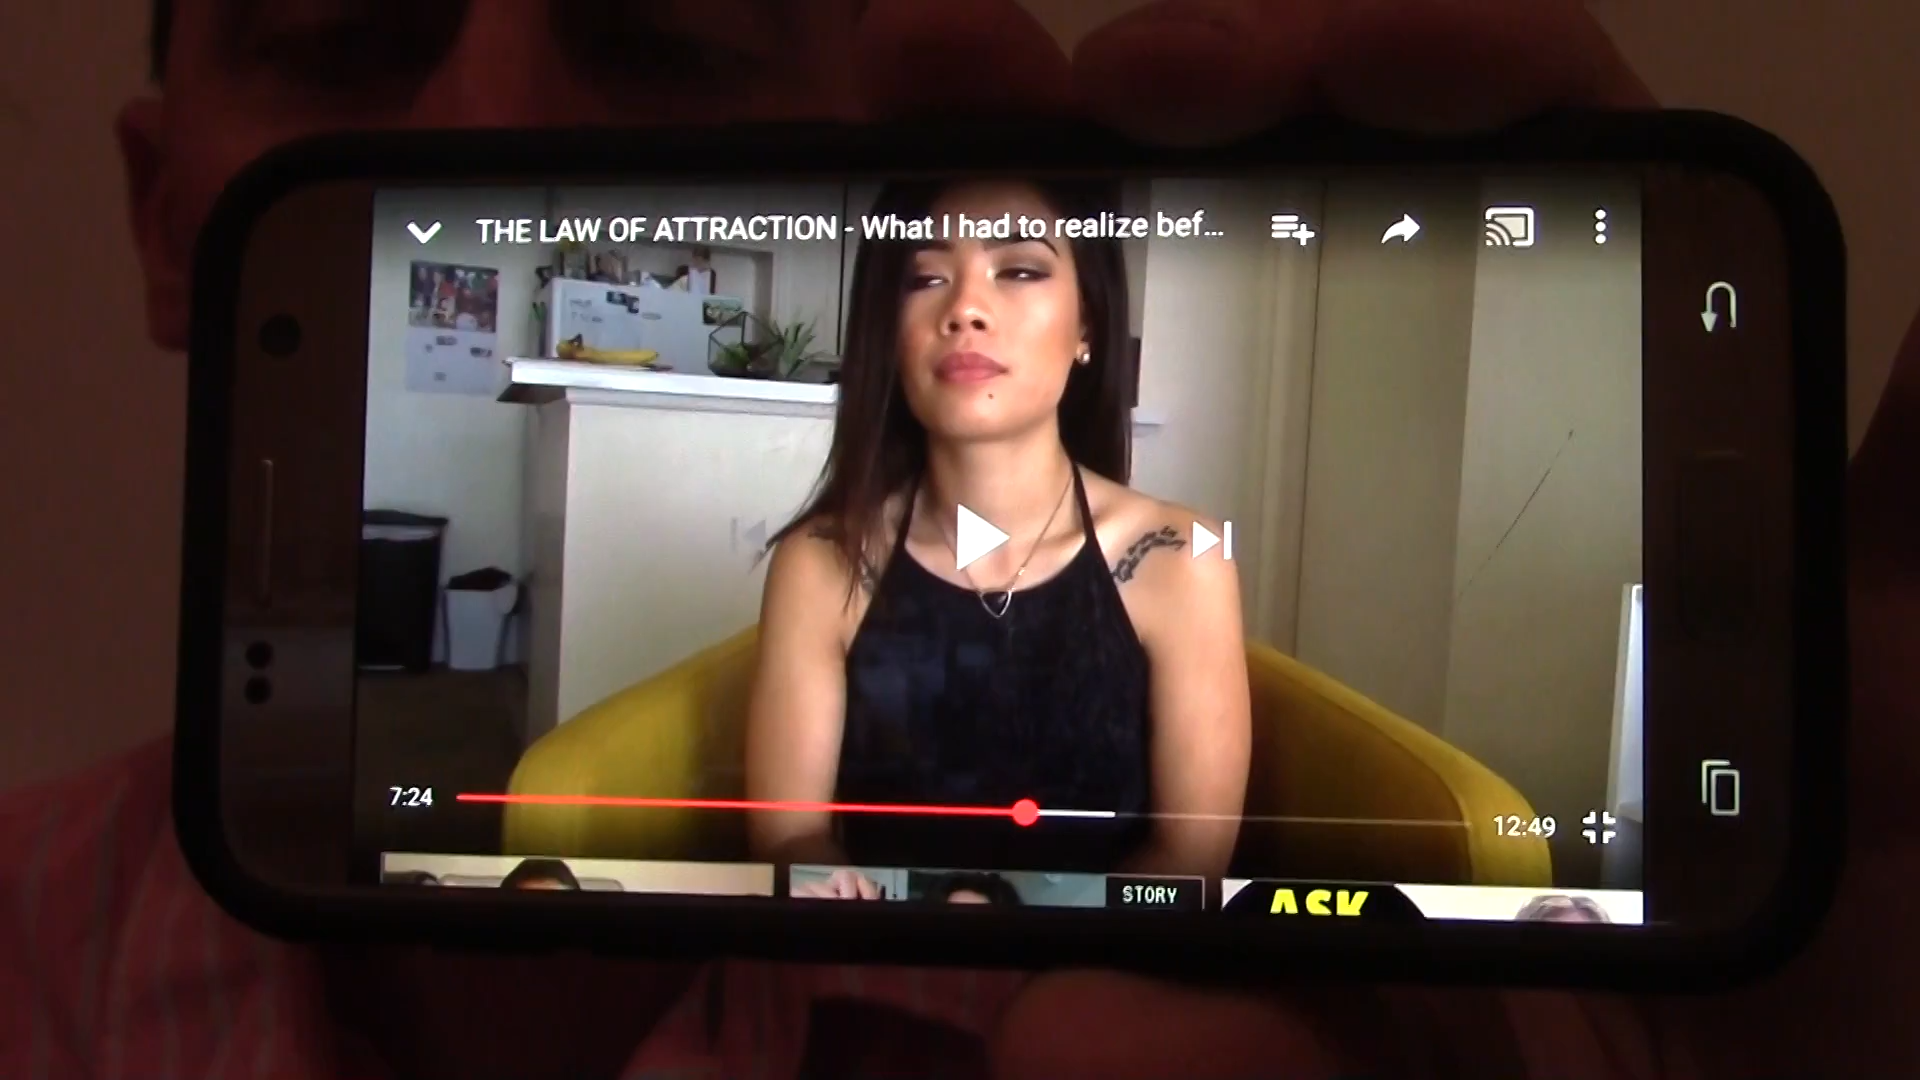 THE LAW OF ATTRACTION - What I had to realize bef...
7:24
12:49
STORY
ASK